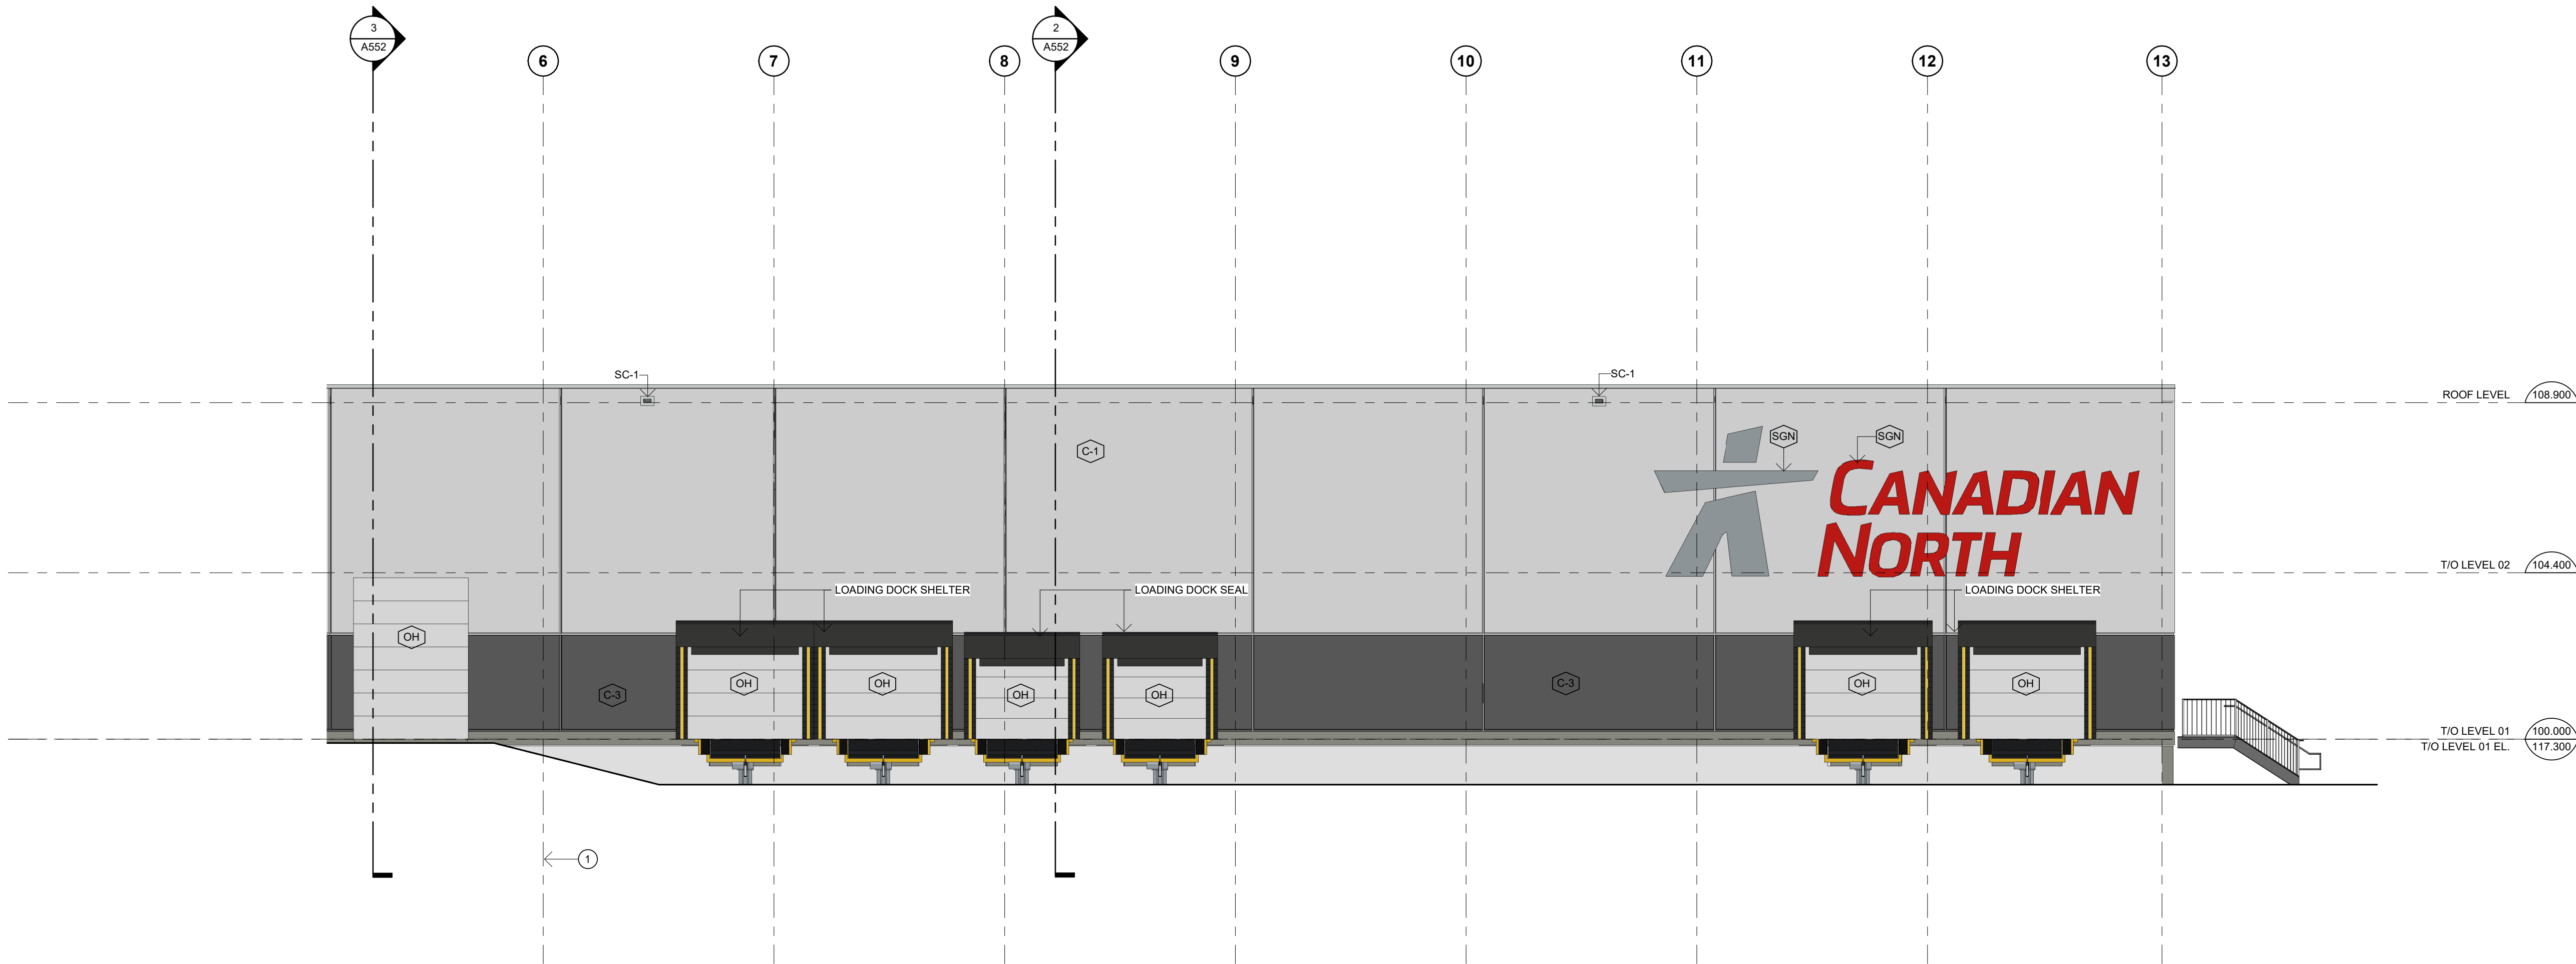 3
A552
2
A552
6
7
8
9
10
11
12
13
SC-1
SC-1
ROOF LEVEL 108.900
C-1
SGN
SGN
CANADIAN
NORTH
T/O LEVEL 02 104.400
LOADING DOCK SHELTER
LOADING DOCK SEAL
LOADING DOCK SHELTER
OH
C-3
OH
OH
OH
OH
C-3
OH
OH
T/O LEVEL 01 100.000
T/O LEVEL 01 EL. 117.300
1